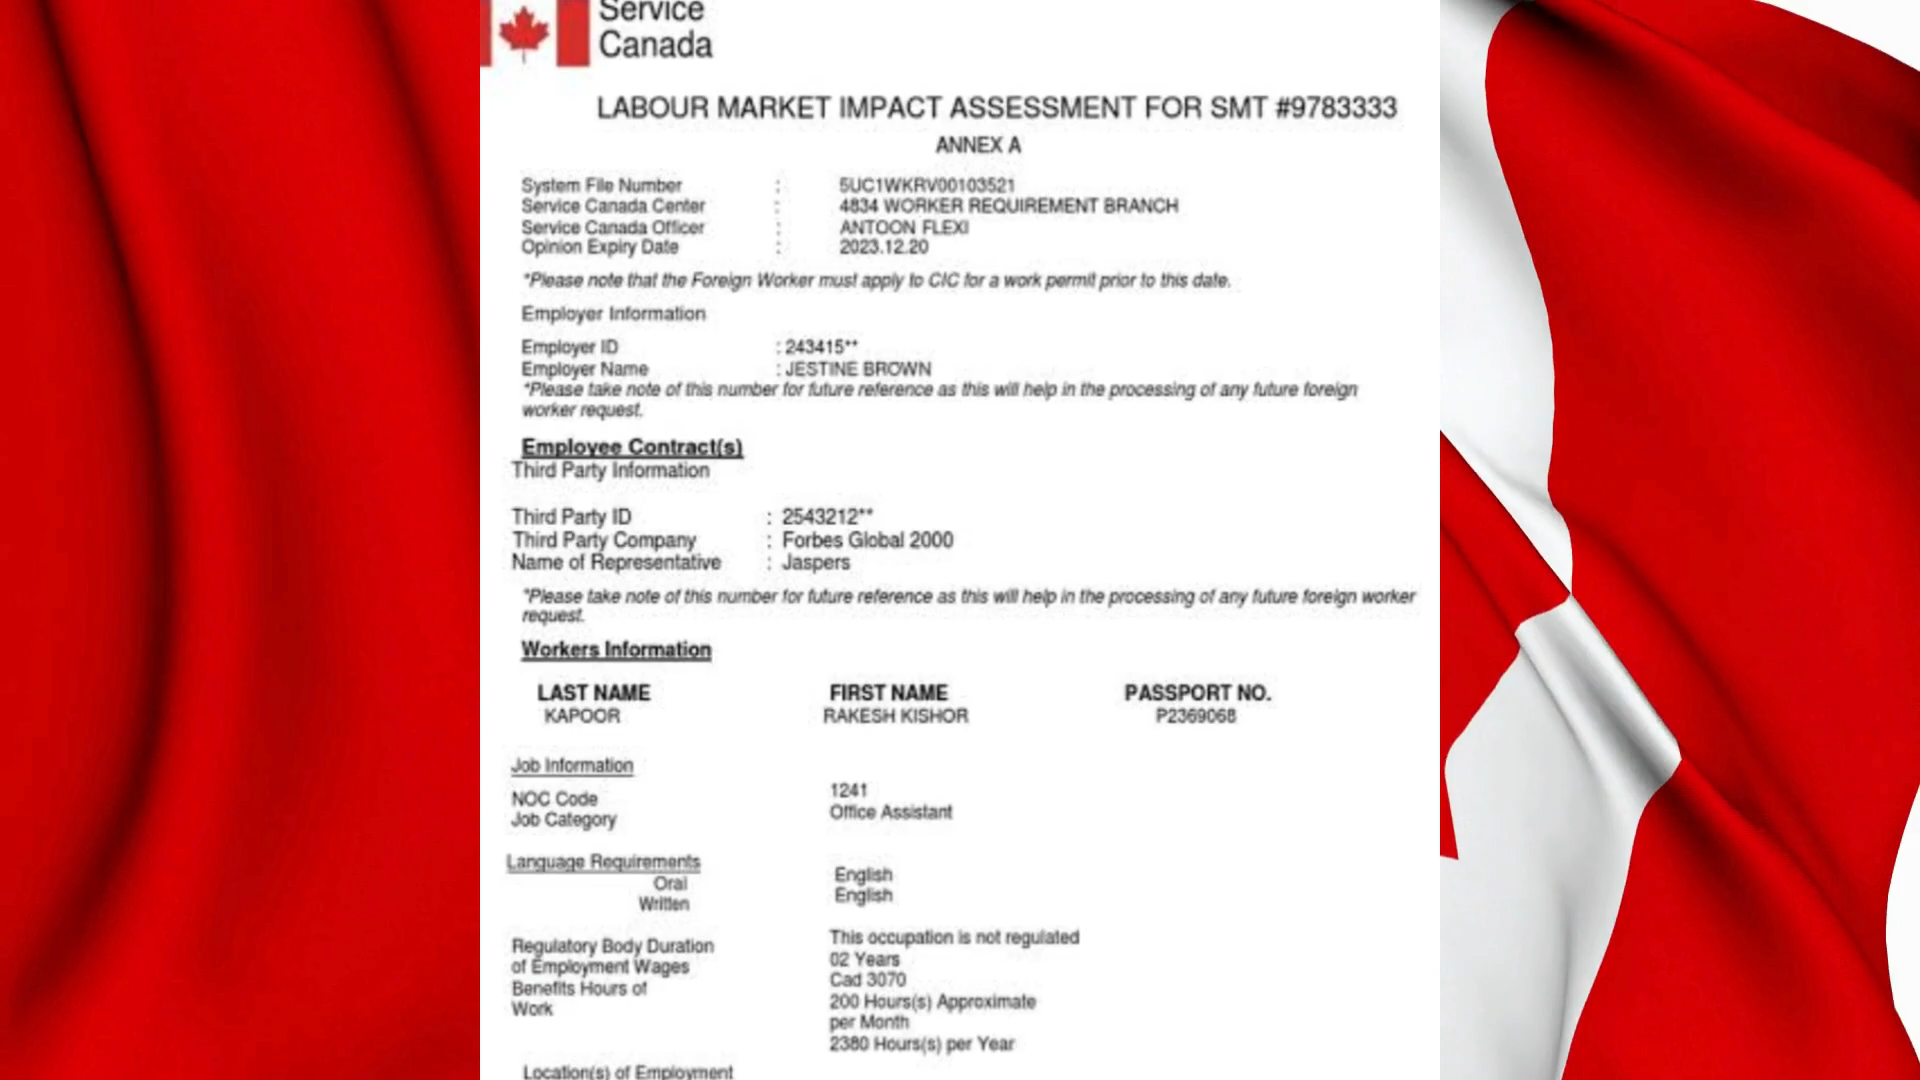 Service
Canada
LABOUR MARKET IMPACT ASSESSMENT FOR SMT #9783333
ANNEX A
System File Number : 5UC1WKRV00103521
Service Canada Center : 4834 WORKER REQUIREMENT BRANCH
Service Canada Officer : ANTOON FLEXI
Opinion Expiry Date : 2023.12.20
*Please note that the Foreign Worker must apply to CIC for a work permit prior to this date.
Employer Information
Employer ID : 243415**
Employer Name : JESTINE BROWN
*Please take note of this number for future reference as this will help in the processing of any future foreign
worker request.
Employee Contract(s)
Third Party Information
Third Party ID : 2543212**
Third Party Company : Forbes Global 2000
Name of Representative : Jaspers
*Please take note of this number for future reference as this will help in the processing of any future foreign worker
request.
Workers Information
LAST NAME FIRST NAME PASSPORT NO.
KAPOOR RAKESH KISHOR P2369068
Job Information
NOC Code 1241
Job Category Office Assistant
Language Requirements
Oral English
Written English
Regulatory Body Duration This occupation is not regulated
of Employment Wages 02 Years
Benefits Hours of Cad 3070
Work 200 Hours(s) Approximate
per Month
2380 Hours(s) per Year
Location(s) of Employment